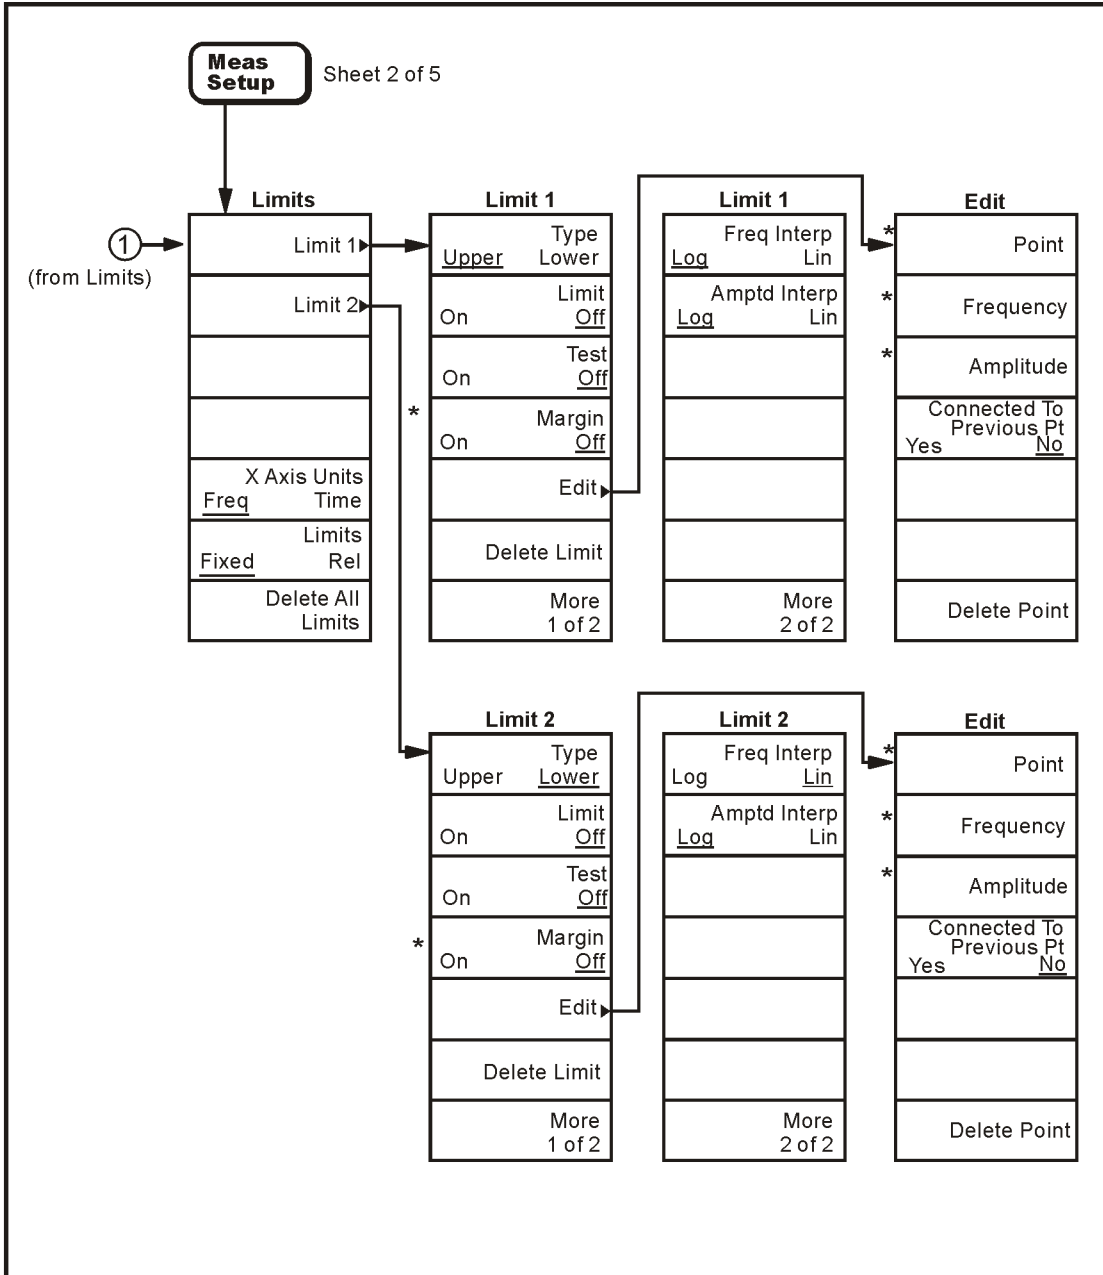 Meas
Setup
Sheet 2 of 5
Limits
1
(from Limits)
Limit 1
Limit 2
X Axis Units
Freq Time
Limits
Fixed Rel
Delete All
Limits
Limit 1
Type
Upper Lower
Limit
On Off
Test
On Off
*
Margin
On Off
Edit
Delete Limit
More
1 of 2
Limit 1
Freq Interp
Log Lin
Amptd Interp
Log Lin
More
2 of 2
Edit
*
Point
*
Frequency
*
Amplitude
Connected To
Previous Pt
Yes No
Delete Point
Limit 2
Type
Upper Lower
Limit
On Off
Test
On Off
*
Margin
On Off
Edit
Delete Limit
More
1 of 2
Limit 2
Freq Interp
Log Lin
Amptd Interp
Log Lin
More
2 of 2
Edit
*
Point
*
Frequency
*
Amplitude
Connected To
Previous Pt
Yes No
Delete Point